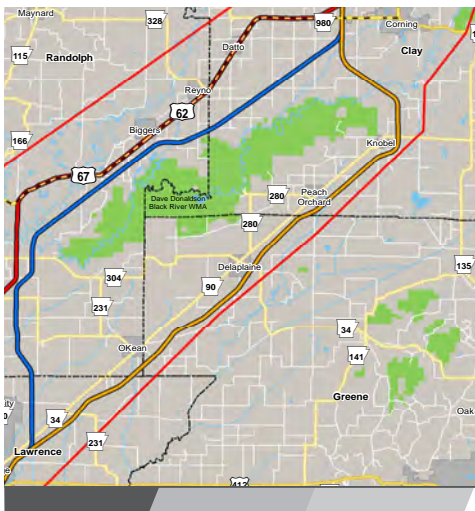 Maynard
328
980
Corning
Datto
Clay
115
Randolph
Reyno
62
Biggers
166
Knobel
67
Dave Donaldson
Black River WMA
280
Peach
Orchard
280
Delaplaine
135
304
90
231
34
OKean
141
Greene
34
Oak
231
Lawrence
412